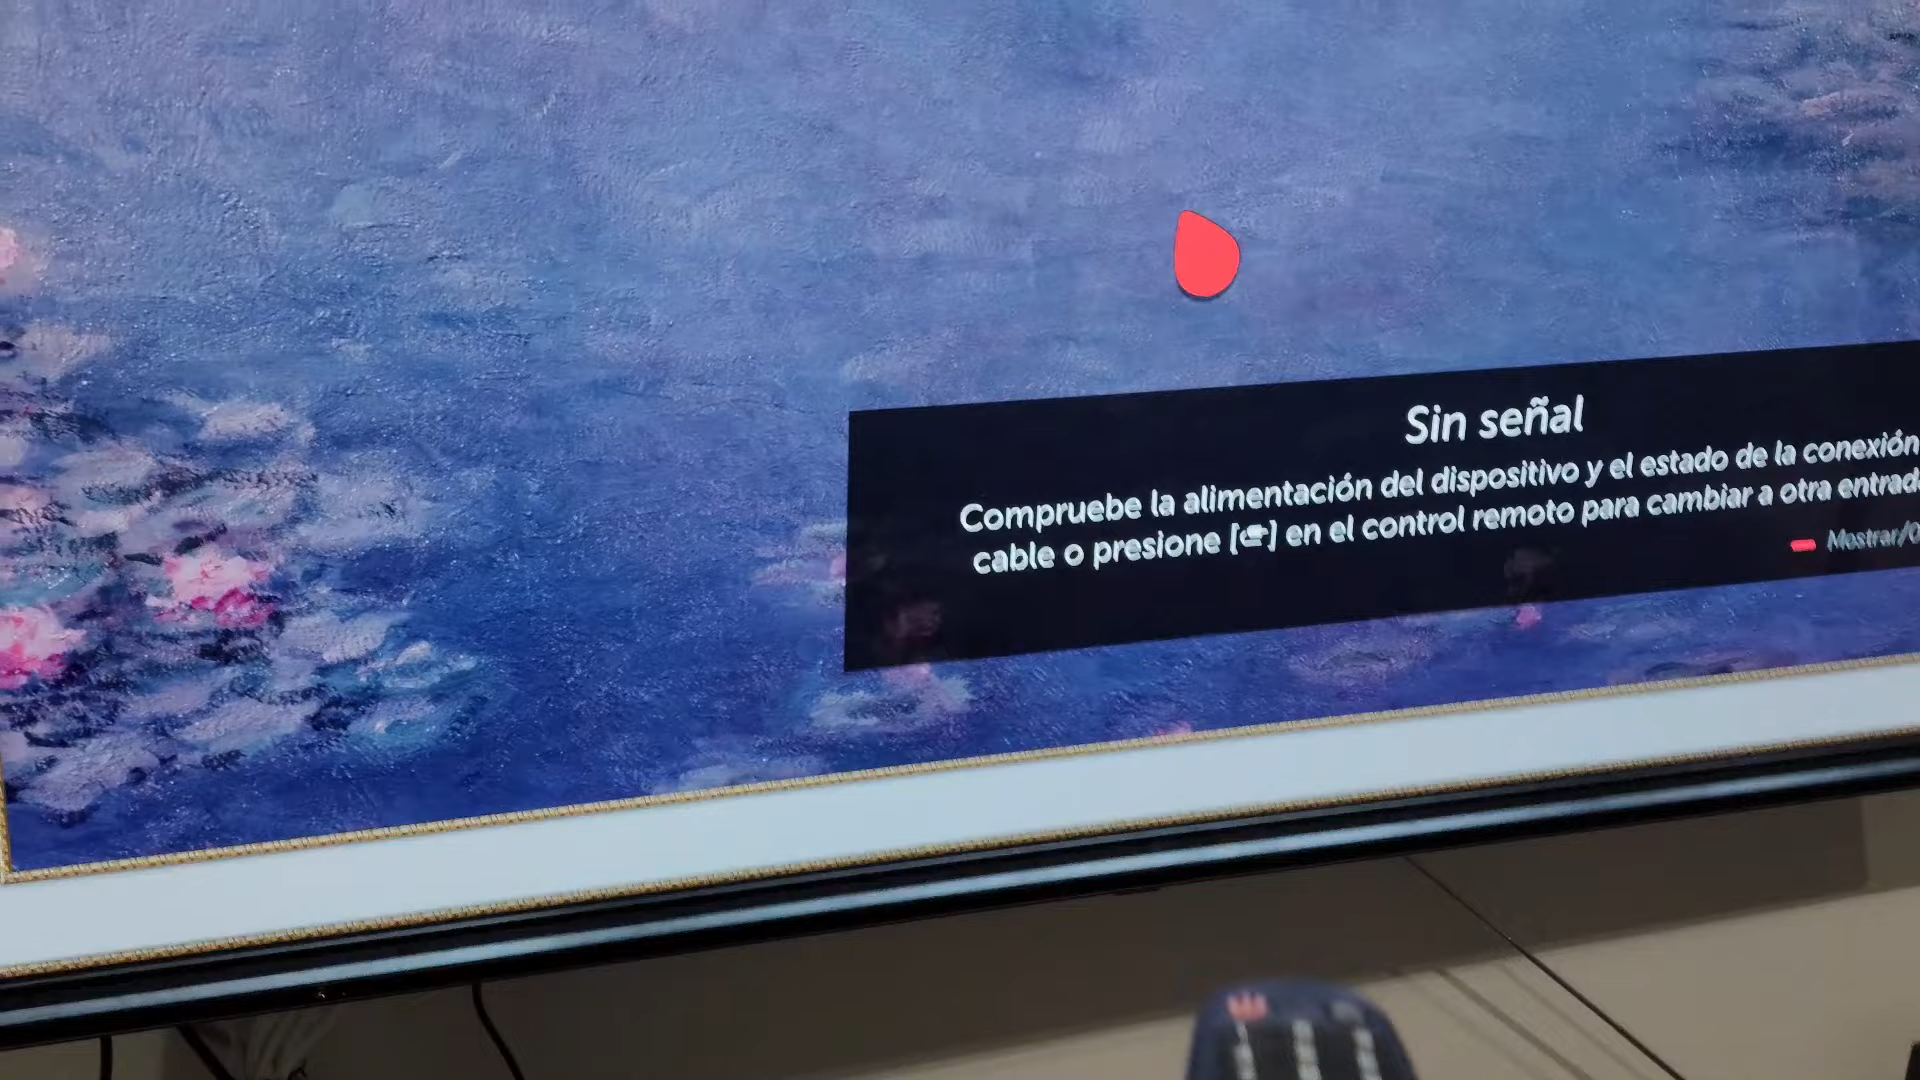 Sin señal
Compruebe la alimentación del dispositivo y el estado de la conexión
cable o presione [ ] en el control remoto para cambiar a otra entrad
Mostrar/O